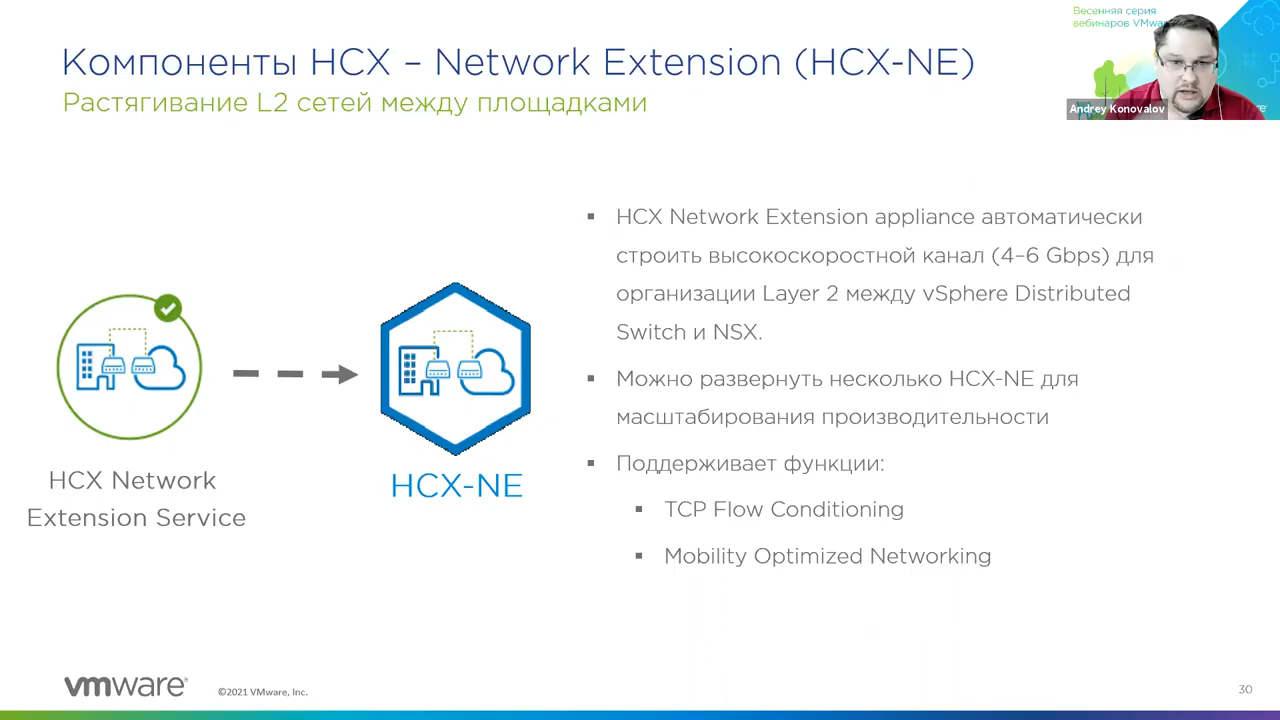 Весенняя серия
вебинаров VMware
Компоненты HCX – Network Extension (HCX-NE)
Растягивание L2 сетей между площадками
Andrey Konovalov
HCX Network Extension appliance автоматически
строить высокоскоростной канал (4–6 Gbps) для
организации Layer 2 между vSphere Distributed
Switch и NSX.
Можно развернуть несколько HCX-NE для
масштабирования производительности
Поддерживает функции:
TCP Flow Conditioning
Mobility Optimized Networking
HCX Network
Extension Service
HCX-NE
vmware
©2021 VMware, Inc.
30